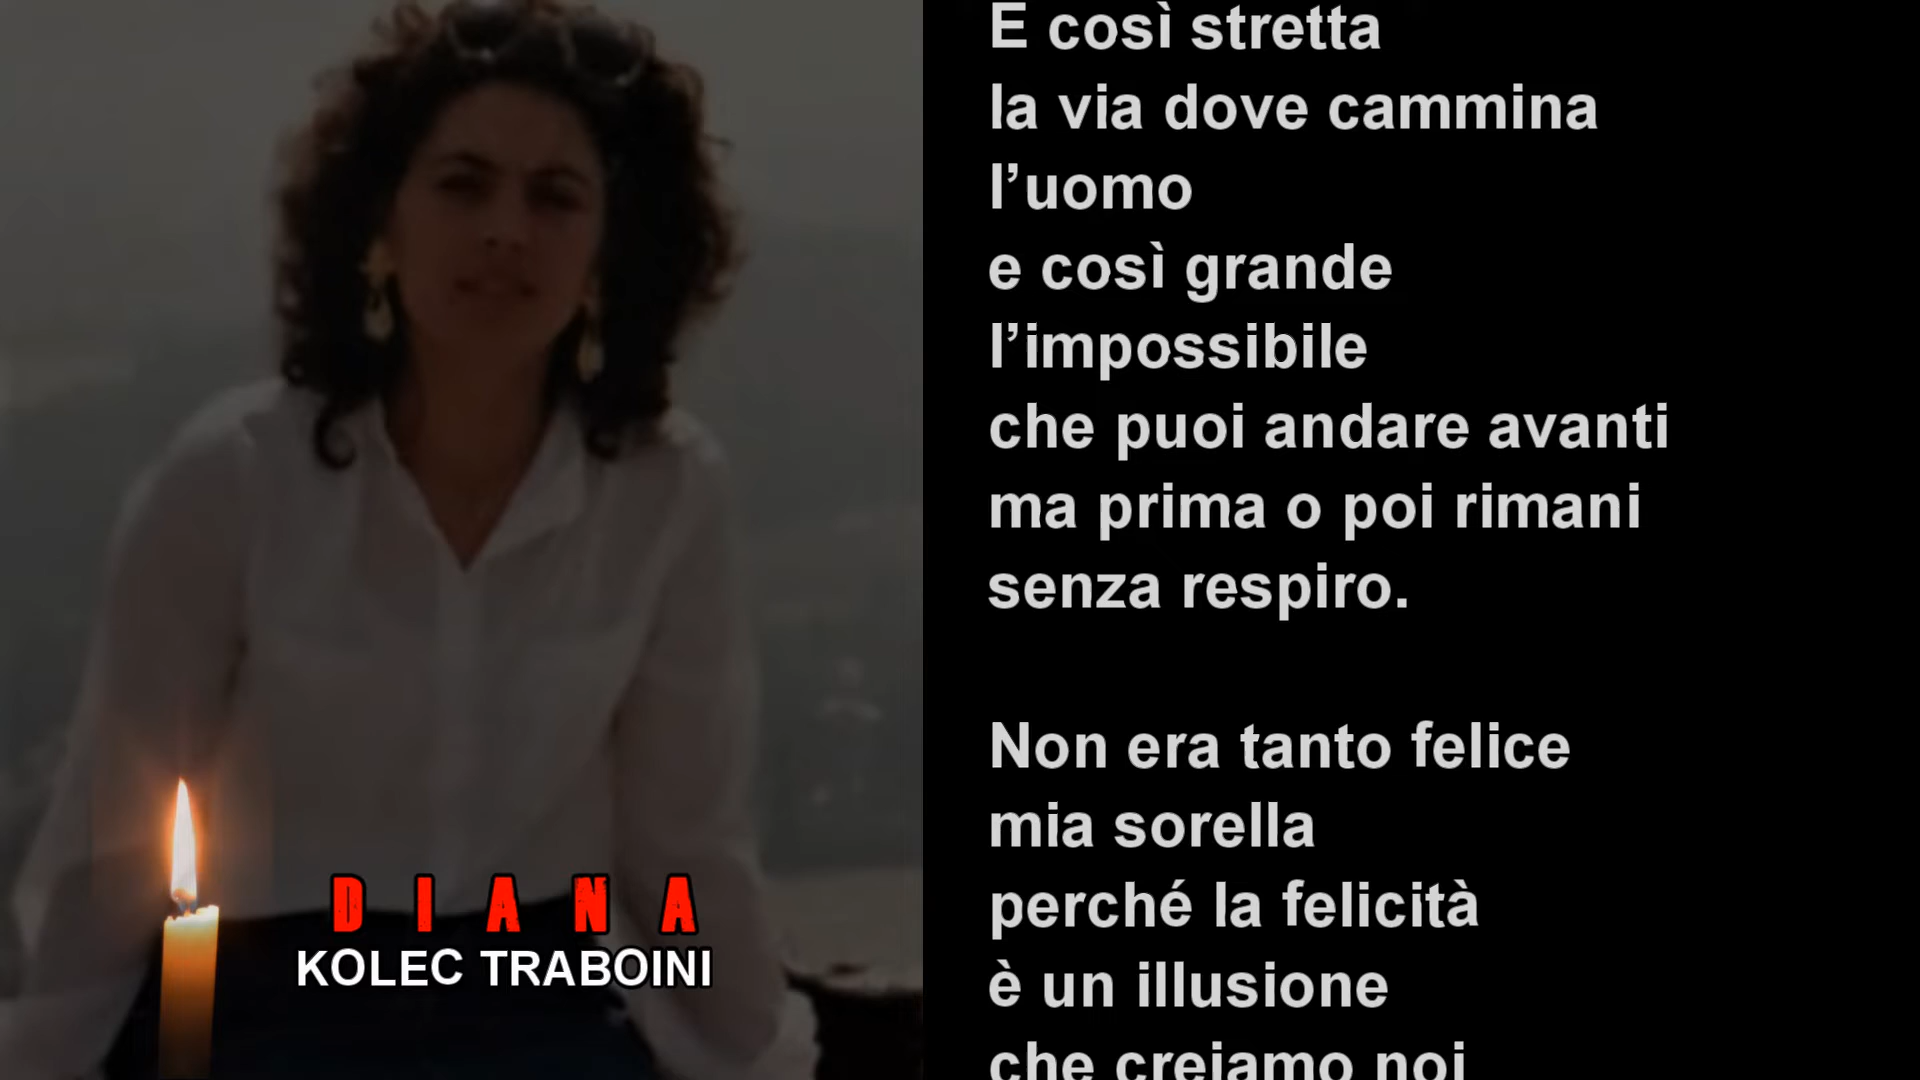 D I A N A
KOLEC TRABOINI
E così stretta
la via dove cammina
l’uomo
e così grande
l’impossibile
che puoi andare avanti
ma prima o poi rimani
senza respiro.
Non era tanto felice
mia sorella
perché la felicità
è un illusione
che creiamo noi